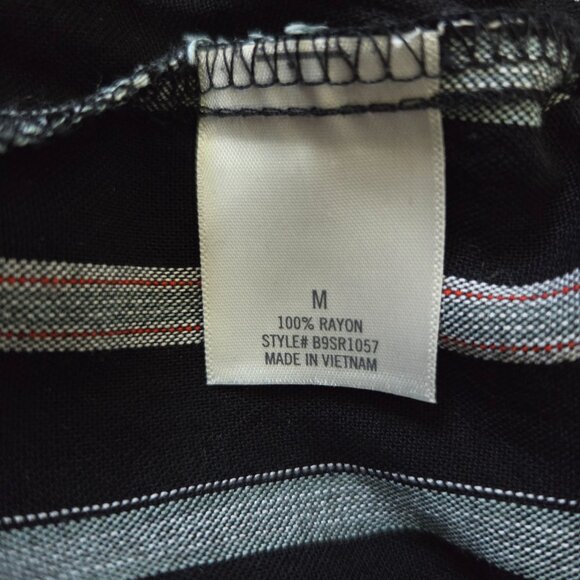 M
100% RAYON
STYLE# B9SR1057
MADE IN VIETNAM